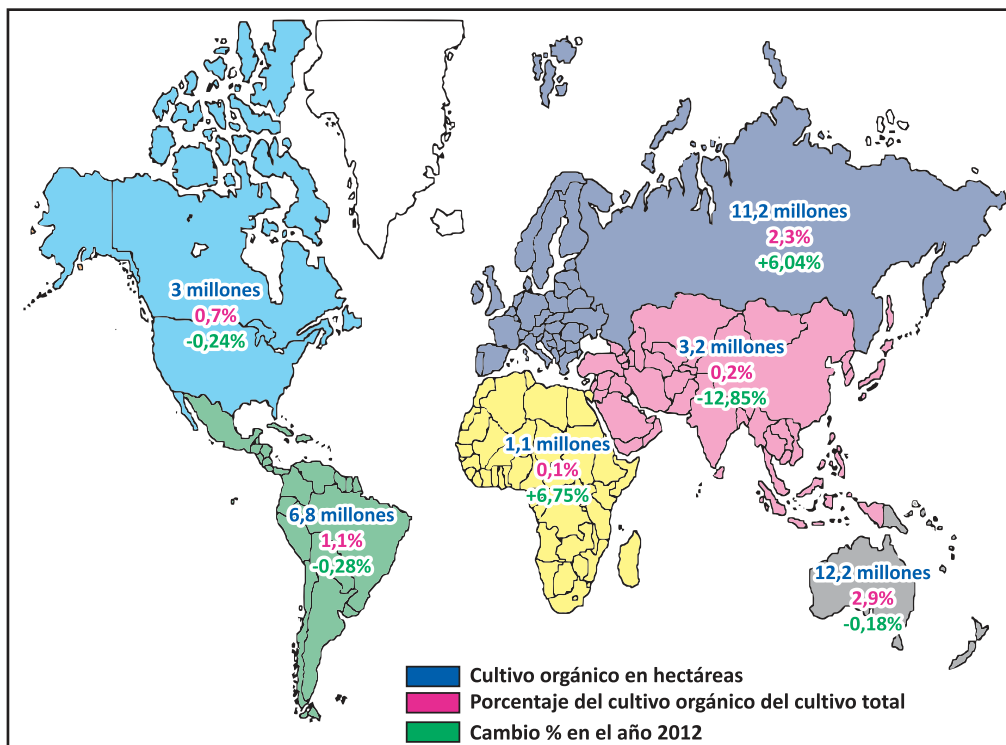 11,2 millones
2,3%
+6,04%
3 millones
0,7%
-0,24%
3,2 millones
0,2%
-12,85%
1,1 millones
0,1%
+6,75%
6,8 millones
1,1%
-0,28%
12,2 millones
2,9%
-0,18%
Cultivo orgánico en hectáreas
Porcentaje del cultivo orgánico del cultivo total
Cambio % en el año 2012